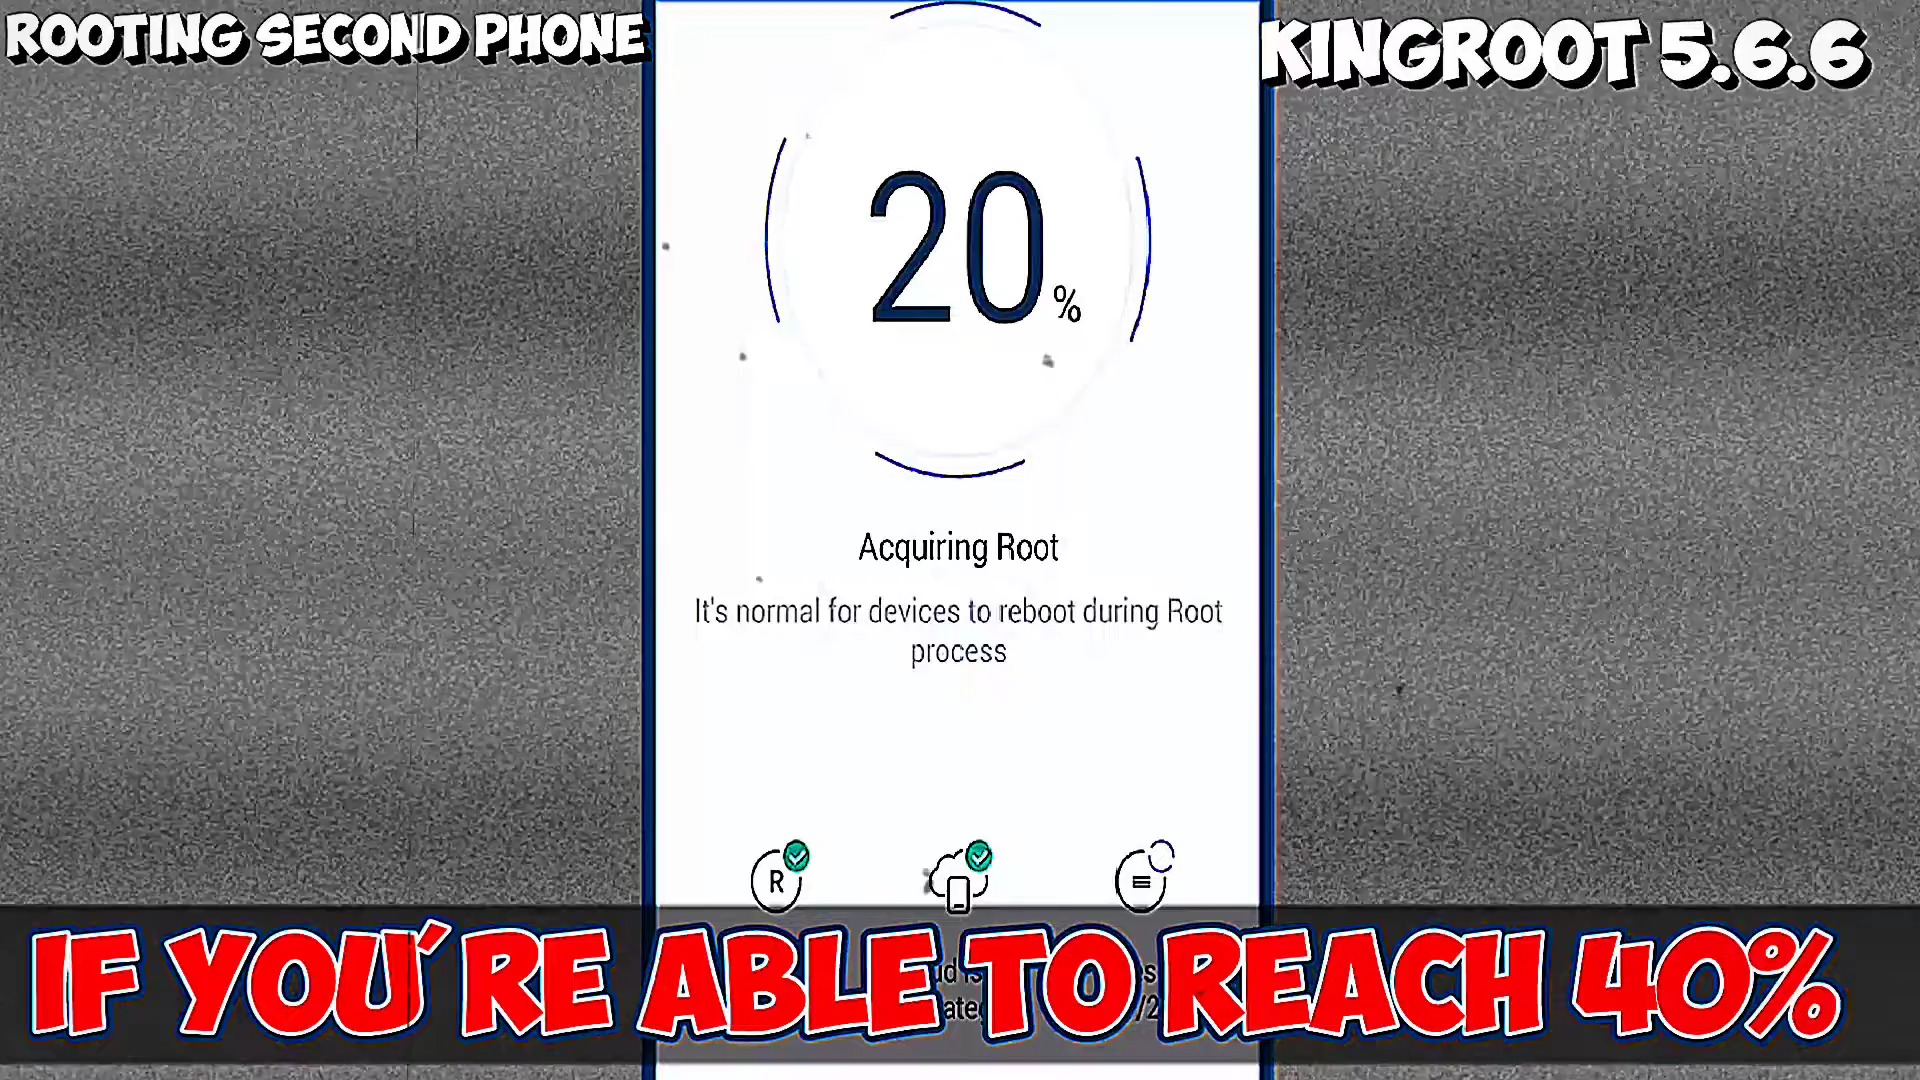 ROOTING SECOND PHONE
KINGROOT 5.6.6
20%
Acquiring Root
It's normal for devices to reboot during Root
process
R
IF YOU'RE ABLE TO REACH 40%